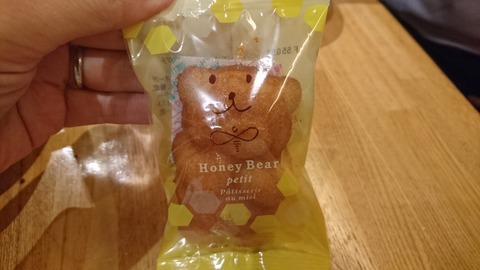 Honey Bear
petit
Pâtisserie
au miel